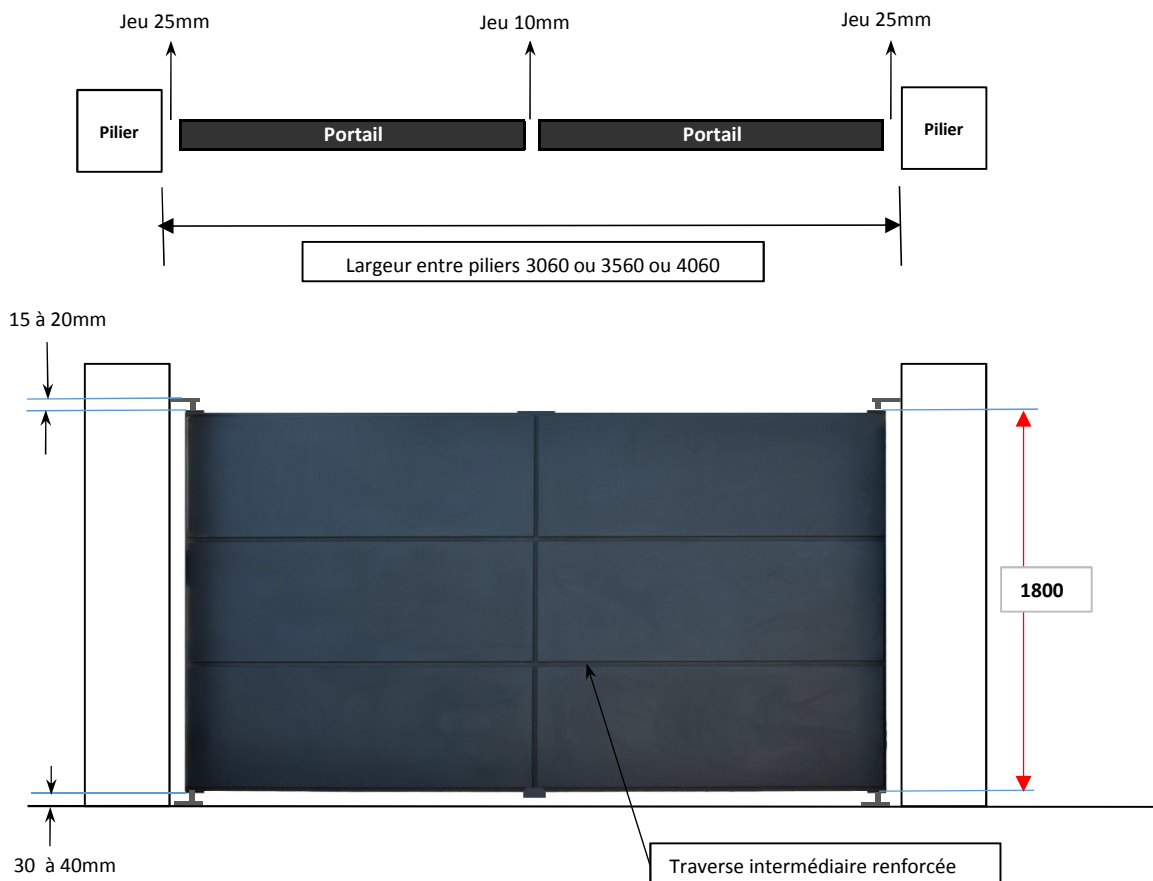 Jeu 25mm
Jeu 10mm
Jeu 25mm
Pilier
Portail
Portail
Pilier
Largeur entre piliers 3060 ou 3560 ou 4060
15 à 20mm
1800
30 à 40mm
Traverse intermédiaire renforcée